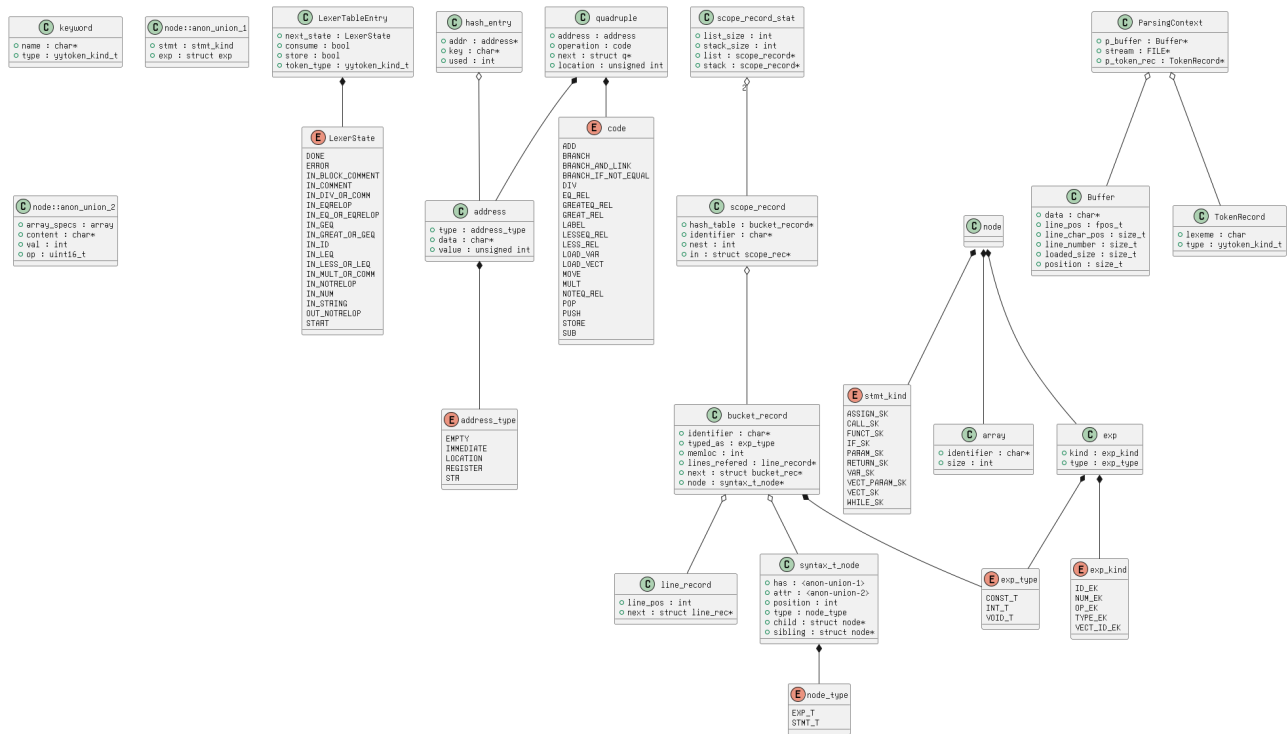 C keyword
name : char*
type : yytoken_kind_t
C node::anon_union_1
stmt : stmt_kind
exp : struct exp
C LexerTableEntry
next_state : LexerState
consume : bool
store : bool
token_type : yytoken_kind_t
C hash_entry
addr : address*
key : char*
used : int
C quadruple
address : address
operation : code
next : struct q*
location : unsigned int
C scope_record_stat
list_size : int
stack_size : int
list : scope_record*
stack : scope_record*
2
C ParsingContext
p_buffer : Buffer*
stream : FILE*
p_token_rec : TokenRecord*
E LexerState
DONE
ERROR
IN_BLOCK_COMMENT
IN_COMMENT
IN_DIV_OR_COMM
IN_EQRELOP
IN_EQ_OR_EQRELOP
IN_GEQ
IN_GREAT_OR_GEQ
IN_ID
IN_LEQ
IN_LESS_OR_LEQ
IN_MULT_OR_COMM
IN_NOTRELOP
IN_NUM
IN_STRING
OUT_NOTRELOP
START
E code
ADD
BRANCH
BRANCH_AND_LINK
BRANCH_IF_NOT_EQUAL
DIV
EQ_REL
GREATEQ_REL
GREAT_REL
LABEL
LESSEQ_REL
LESS_REL
LOAD_VAR
LOAD_VECT
MOVE
MULT
NOTEQ_REL
POP
PUSH
STORE
SUB
C node::anon_union_2
array_specs : array
content : char*
val : int
op : uint16_t
C address
type : address_type
data : char*
value : unsigned int
C scope_record
hash_table : bucket_record*
identifier : char*
nest : int
in : struct scope_rec*
C node
C Buffer
data : char*
line_pos : fpos_t
line_char_pos : size_t
line_number : size_t
loaded_size : size_t
position : size_t
C TokenRecord
lexeme : char
type : yytoken_kind_t
E address_type
EMPTY
IMMEDIATE
LOCATION
REGISTER
STR
C bucket_record
identifier : char*
typed_as : exp_type
memloc : int
lines_refered : line_record*
next : struct bucket_rec*
node : syntax_t_node*
E stmt_kind
ASSIGN_SK
CALL_SK
FUNCT_SK
IF_SK
PARAM_SK
RETURN_SK
VAR_SK
VECT_PARAM_SK
VECT_SK
WHILE_SK
C array
identifier : char*
size : int
C exp
kind : exp_kind
type : exp_type
C line_record
line_pos : int
next : struct line_rec*
C syntax_t_node
has : <anon-union-1>
attr : <anon-union-2>
position : int
type : node_type
child : struct node*
sibling : struct node*
E exp_type
CONST_T
INT_T
VOID_T
E exp_kind
ID_EK
NUM_EK
OP_EK
TYPE_EK
VECT_ID_EK
E node_type
EXP_T
STMT_T